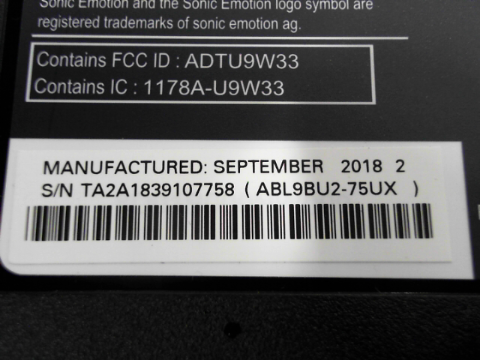 Sonic Emotion and the Sonic Emotion logo symbol are
registered trademarks of sonic emotion ag.
Contains FCC ID : ADTU9W33
Contains IC : 1178A-U9W33
MANUFACTURED: SEPTEMBER 2018 2
S/N TA2A1839107758 ( ABL9BU2-75UX )